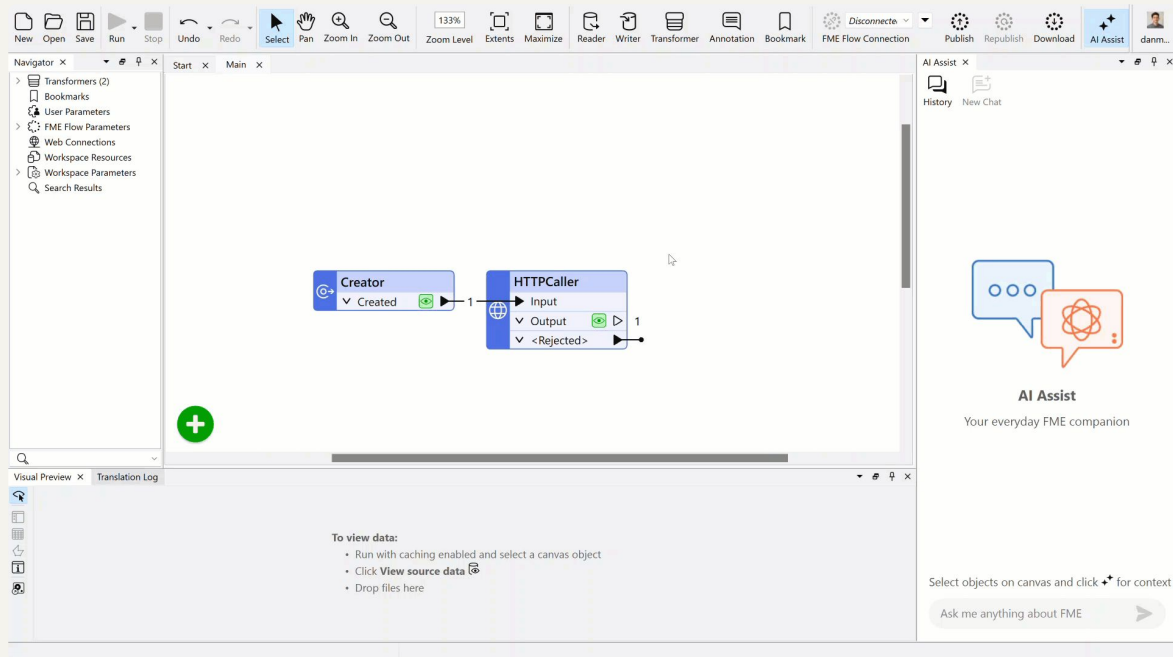 New Open Save Run Stop Undo Redo Select Pan Zoom In Zoom Out 133% Zoom Level Extents Maximize Reader Writer Transformer Annotation Bookmark Disconnecte FME Flow Connection Publish Republish Download AI Assist danm...
Navigator
Transformers (2)
Bookmarks
User Parameters
FME Flow Parameters
Web Connections
Workspace Resources
Workspace Parameters
Search Results
Start Main
Creator
Created
1
HTTPCaller
Input
Output 1
<Rejected>
AI Assist
History New Chat
AI Assist
Your everyday FME companion
Select objects on canvas and click for context
Ask me anything about FME
Visual Preview Translation Log
To view data:
• Run with caching enabled and select a canvas object
• Click View source data
• Drop files here